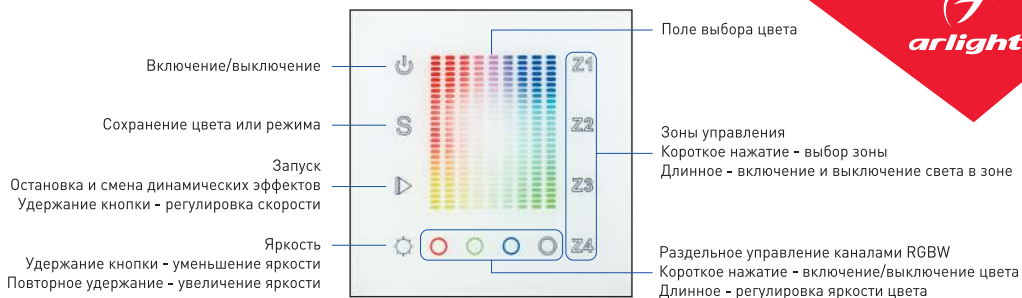 Включение/выключение
Сохранение цвета или режима
Запуск
Остановка и смена динамических эффектов
Удержание кнопки - регулировка скорости
Яркость
Удержание кнопки - уменьшение яркости
Повторное удержание - увеличение яркости
S
Z1
Z2
Z3
Z4
Поле выбора цвета
Зоны управления
Короткое нажатие - выбор зоны
Длинное - включение и выключение света в зоне
Раздельное управление каналами RGBW
Короткое нажатие - включение/выключение цвета
Длинное - регулировка яркости цвета
arlight